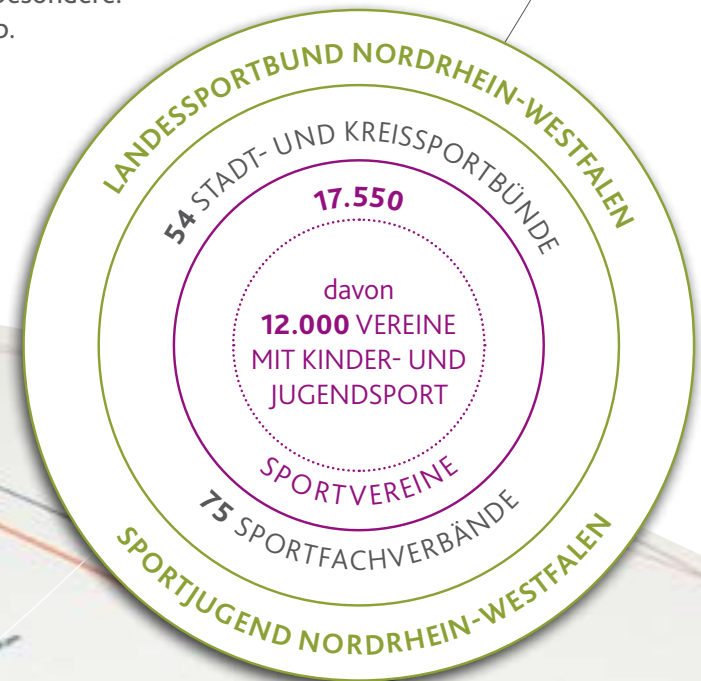 LANDESSPORTBUND NORDRHEIN-WESTFALEN
54 STADT- UND KREISSPORTBÜNDE
17.550
davon
12.000 VEREINE
MIT KINDER- UND
JUGENDSPORT
SPORTVEREINE
75 SPORTFACHVERBÄNDE
SPORTJUGEND NORDRHEIN-WESTFALEN